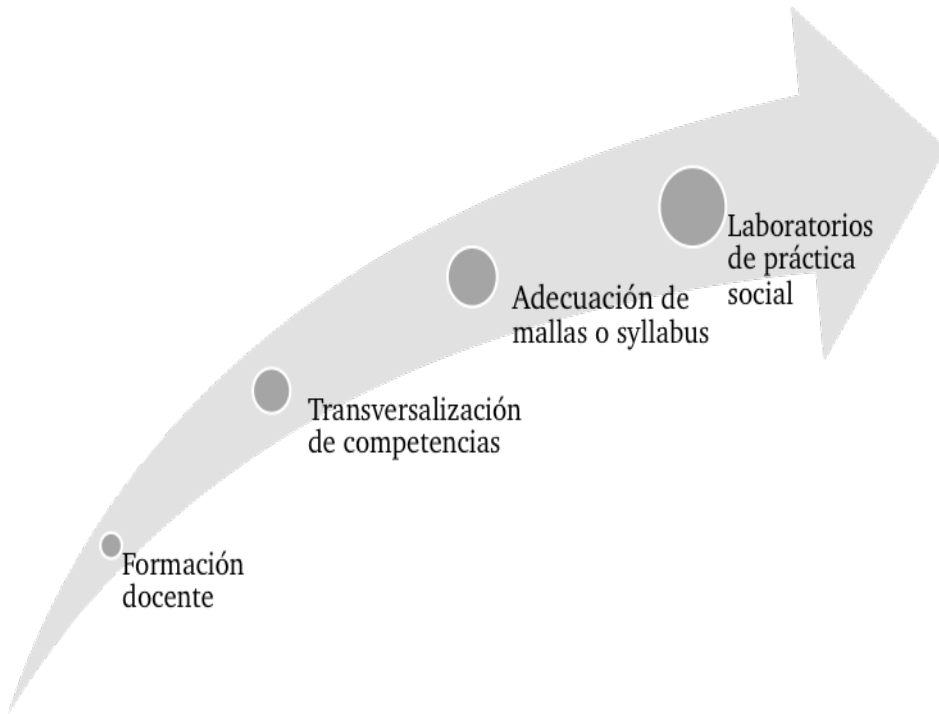 Laboratorios
de práctica
social
Adecuación de
mallas o syllabus
Transversalización
de competencias
Formación
docente